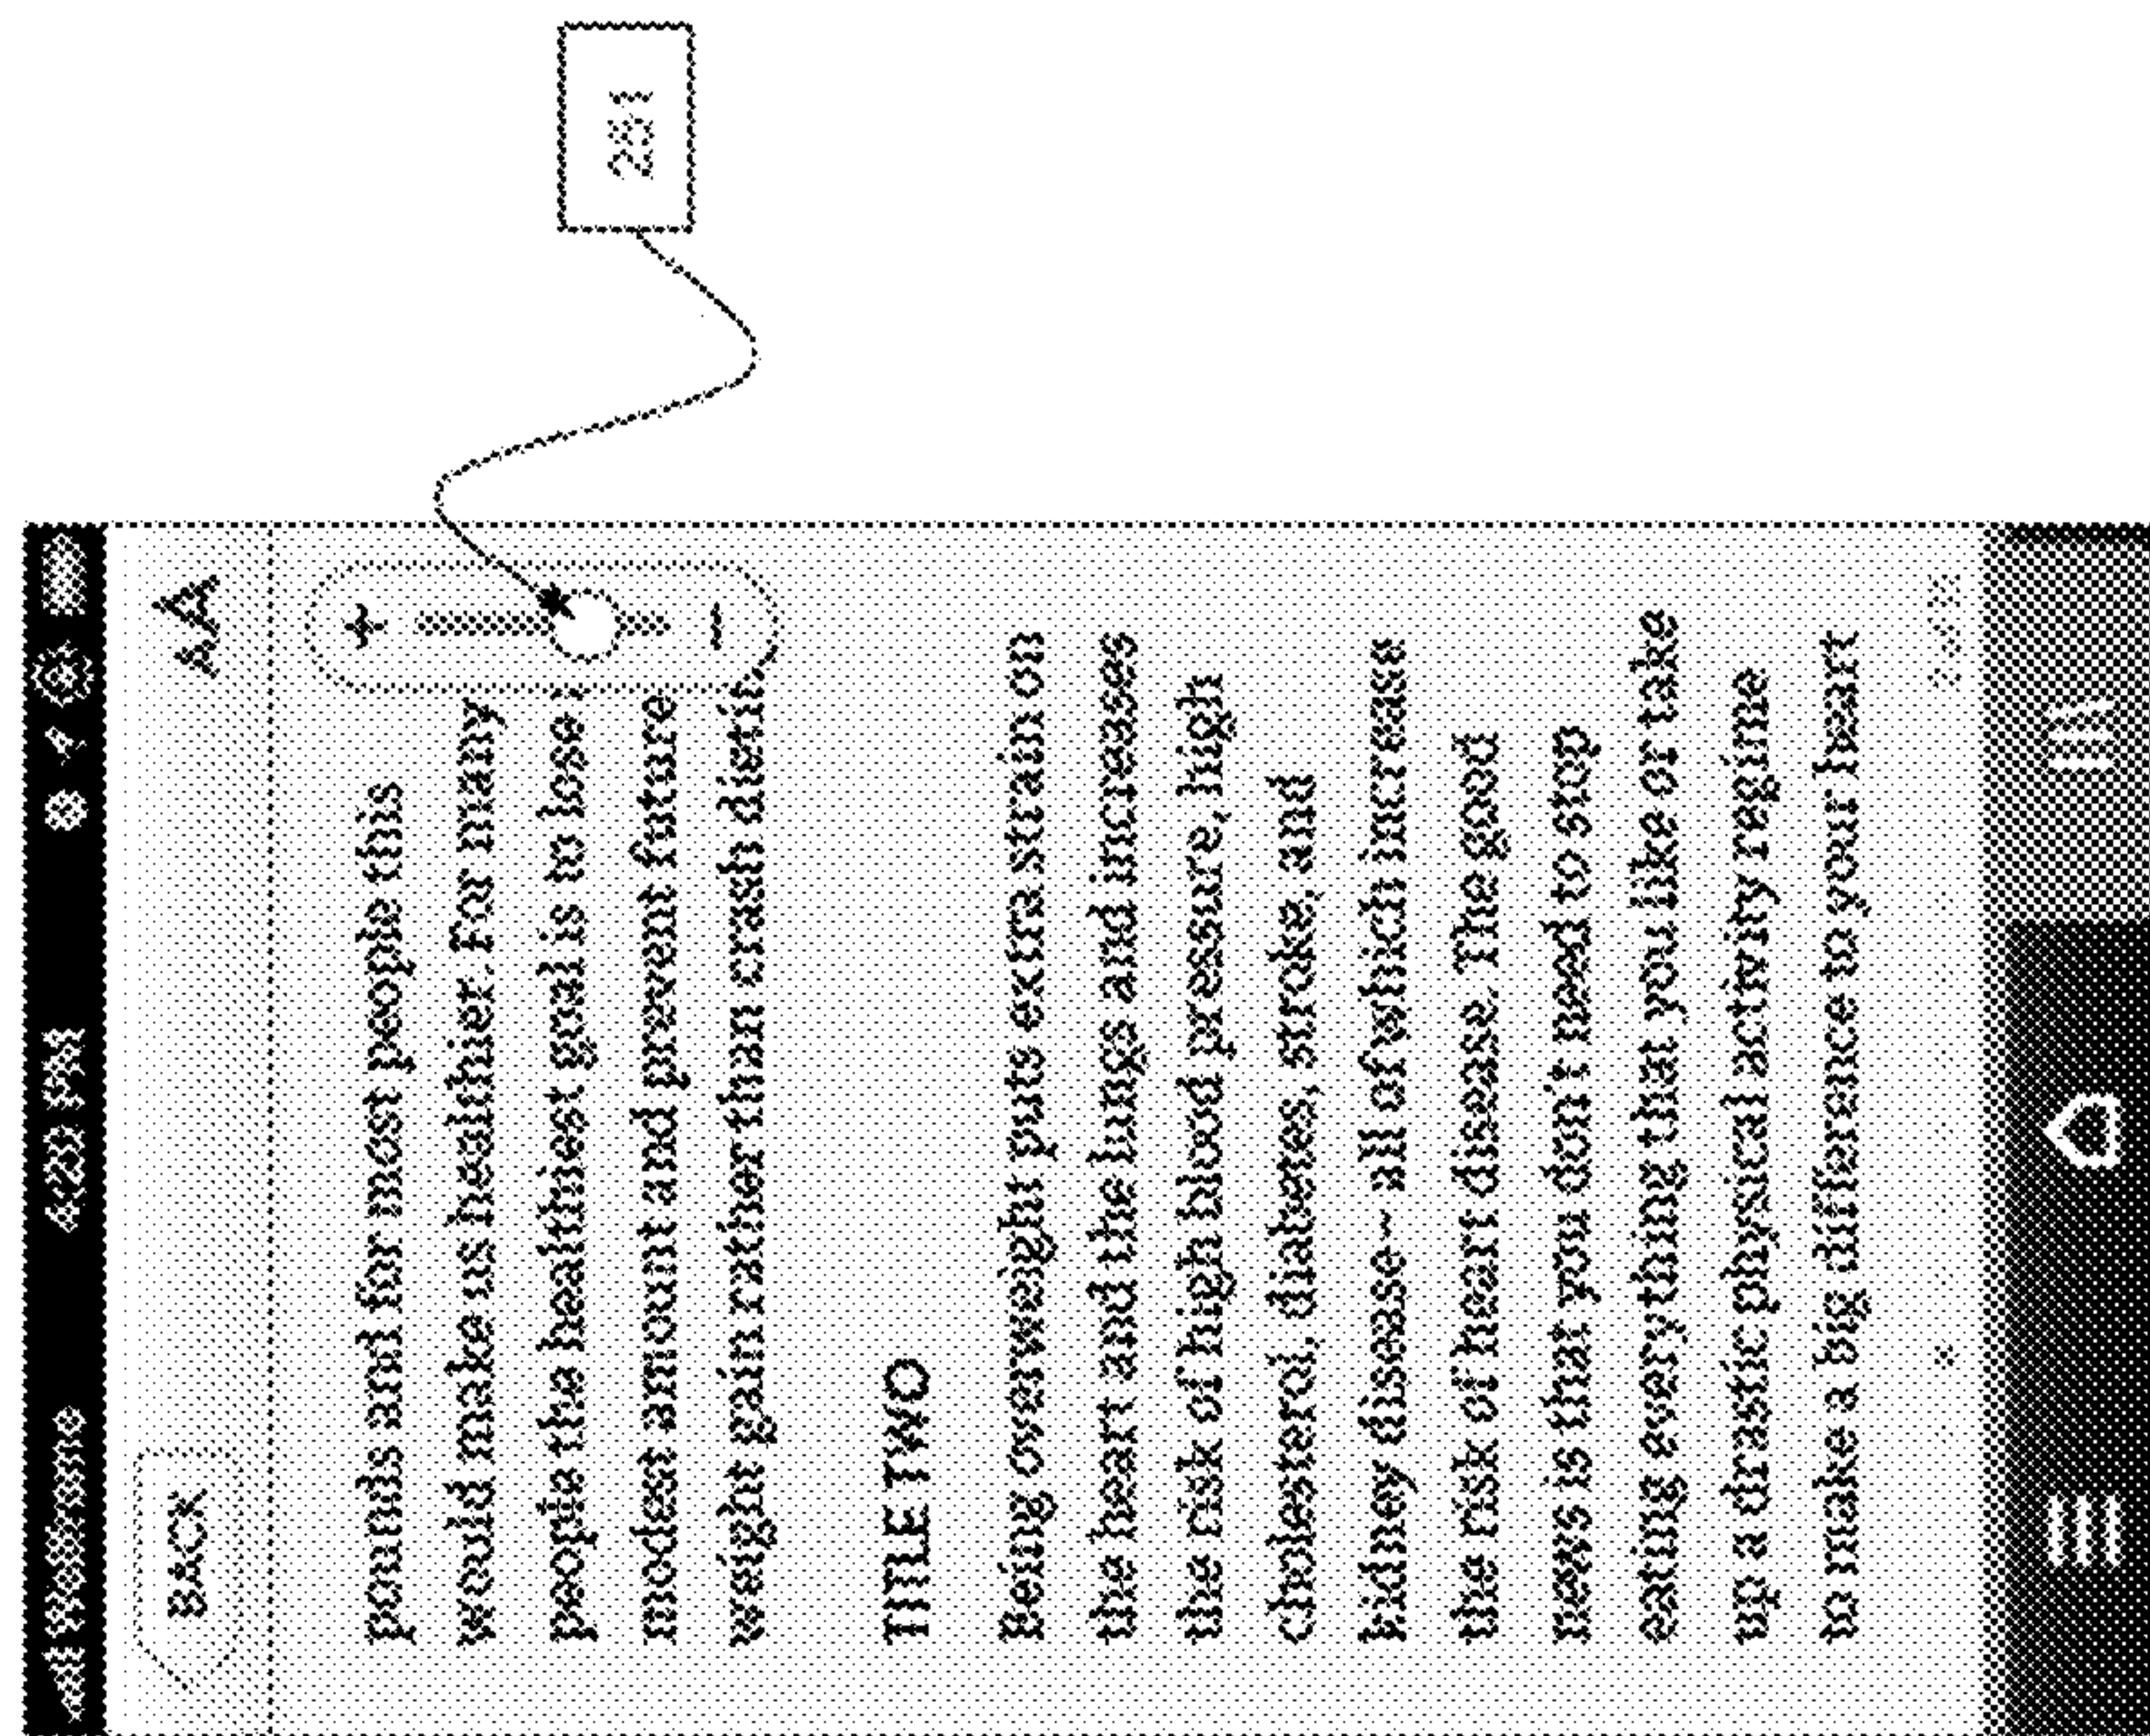 Woodromo 4:20 PM
BACK AA
+
−
pounds and for most people this
would make us healthier. For many
people the healthiest goal is to lose
modest amount and prevent future
weight gain rather than crash dietin
TITLE TWO
Being overweight puts extra strain on
the heart and the lungs and increases
the risk of high blood pressure, high
cholesterol, diabetes, stroke, and
kidney disease~ all of which increase
the risk of heart disease. The good
news is that you don't need to stop
eating everything that you like or take
up a drastic physical activity regime
to make a big difference to your heart